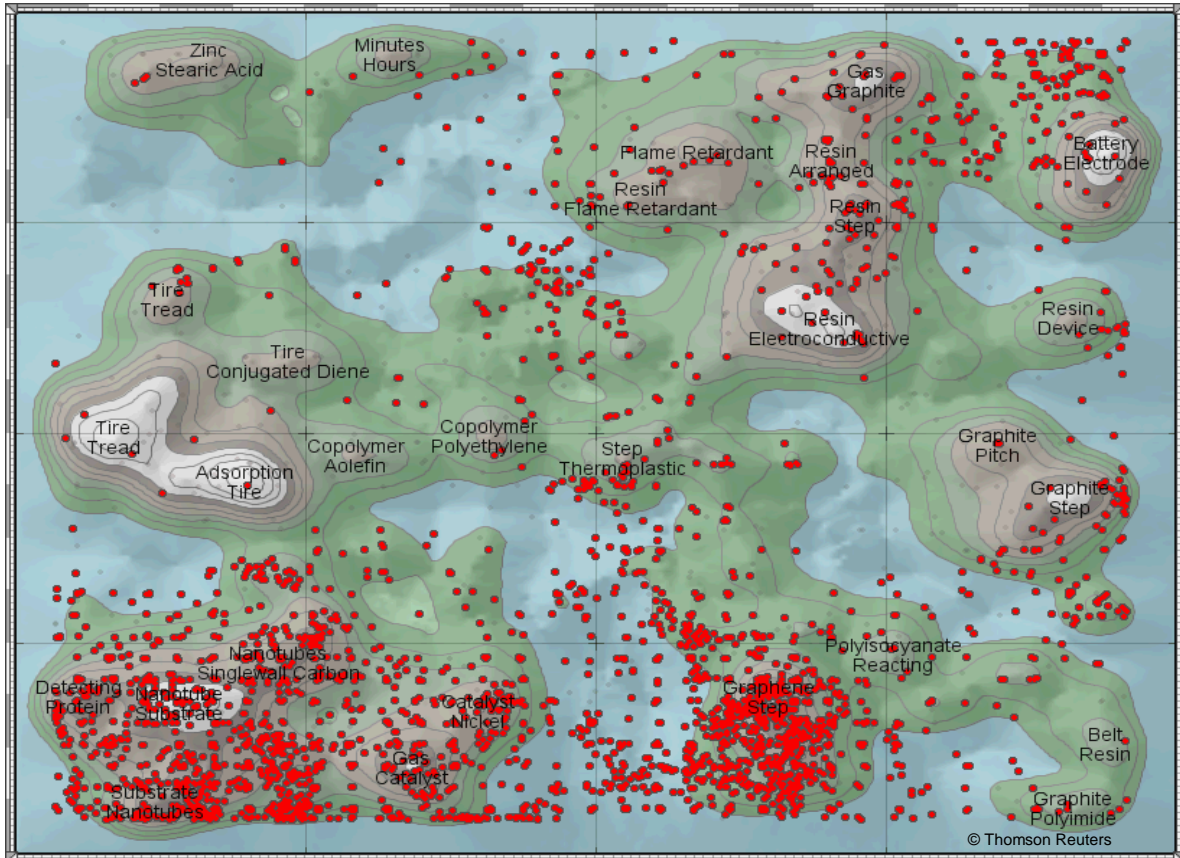 Zinc
Stearic Acid
Minutes
Hours
Gas
Graphite
Flame Retardant
Resin
Arranged
Battery
Electrode
Resin
Flame Retardant
Resin
Step
Tire
Tread
Resin
Electroconductive
Resin
Device
Tire
Conjugated Diene
Tire
Tread
Adsorption
Tire
Copolymer
Aolefin
Copolymer
Polyethylene
Step
Thermoplastic
Graphite
Pitch
Graphite
Step
Nanotubes
Singlewall Carbon
Polyisocyanate
Reacting
Detecting
Protein
Nanotube
Substrate
Catalyst
Nickel
Graphene
Step
Gas
Catalyst
Belt
Resin
Substrate
Nanotubes
Graphite
Polyimide
© Thomson Reuters